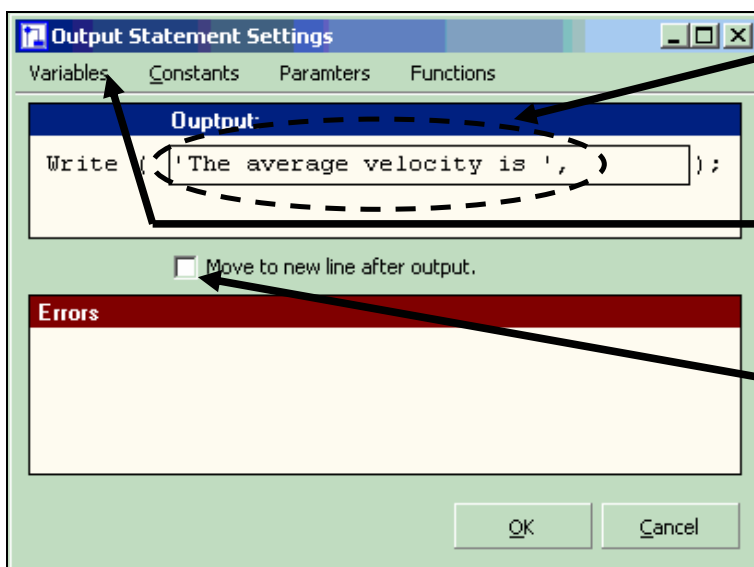 Output Statement Settings
Variables Constants Paramters Functions
Ouptput:
Write ( 'The average velocity is ', );
Move to new line after output.
Errors
OK Cancel